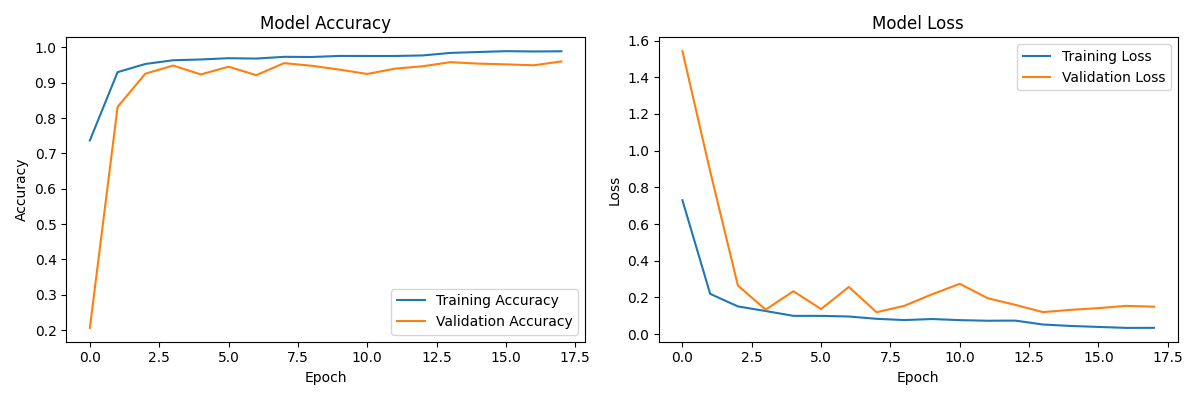 Model Accuracy
1.0
0.9
0.8
0.7
0.6
0.5
0.4
0.3
0.2
Accuracy
0.0 2.5 5.0 7.5 10.0 12.5 15.0 17.5
Epoch
Training Accuracy
Validation Accuracy
Model Loss
1.6
1.4
1.2
1.0
0.8
0.6
0.4
0.2
0.0
Loss
0.0 2.5 5.0 7.5 10.0 12.5 15.0 17.5
Epoch
Training Loss
Validation Loss